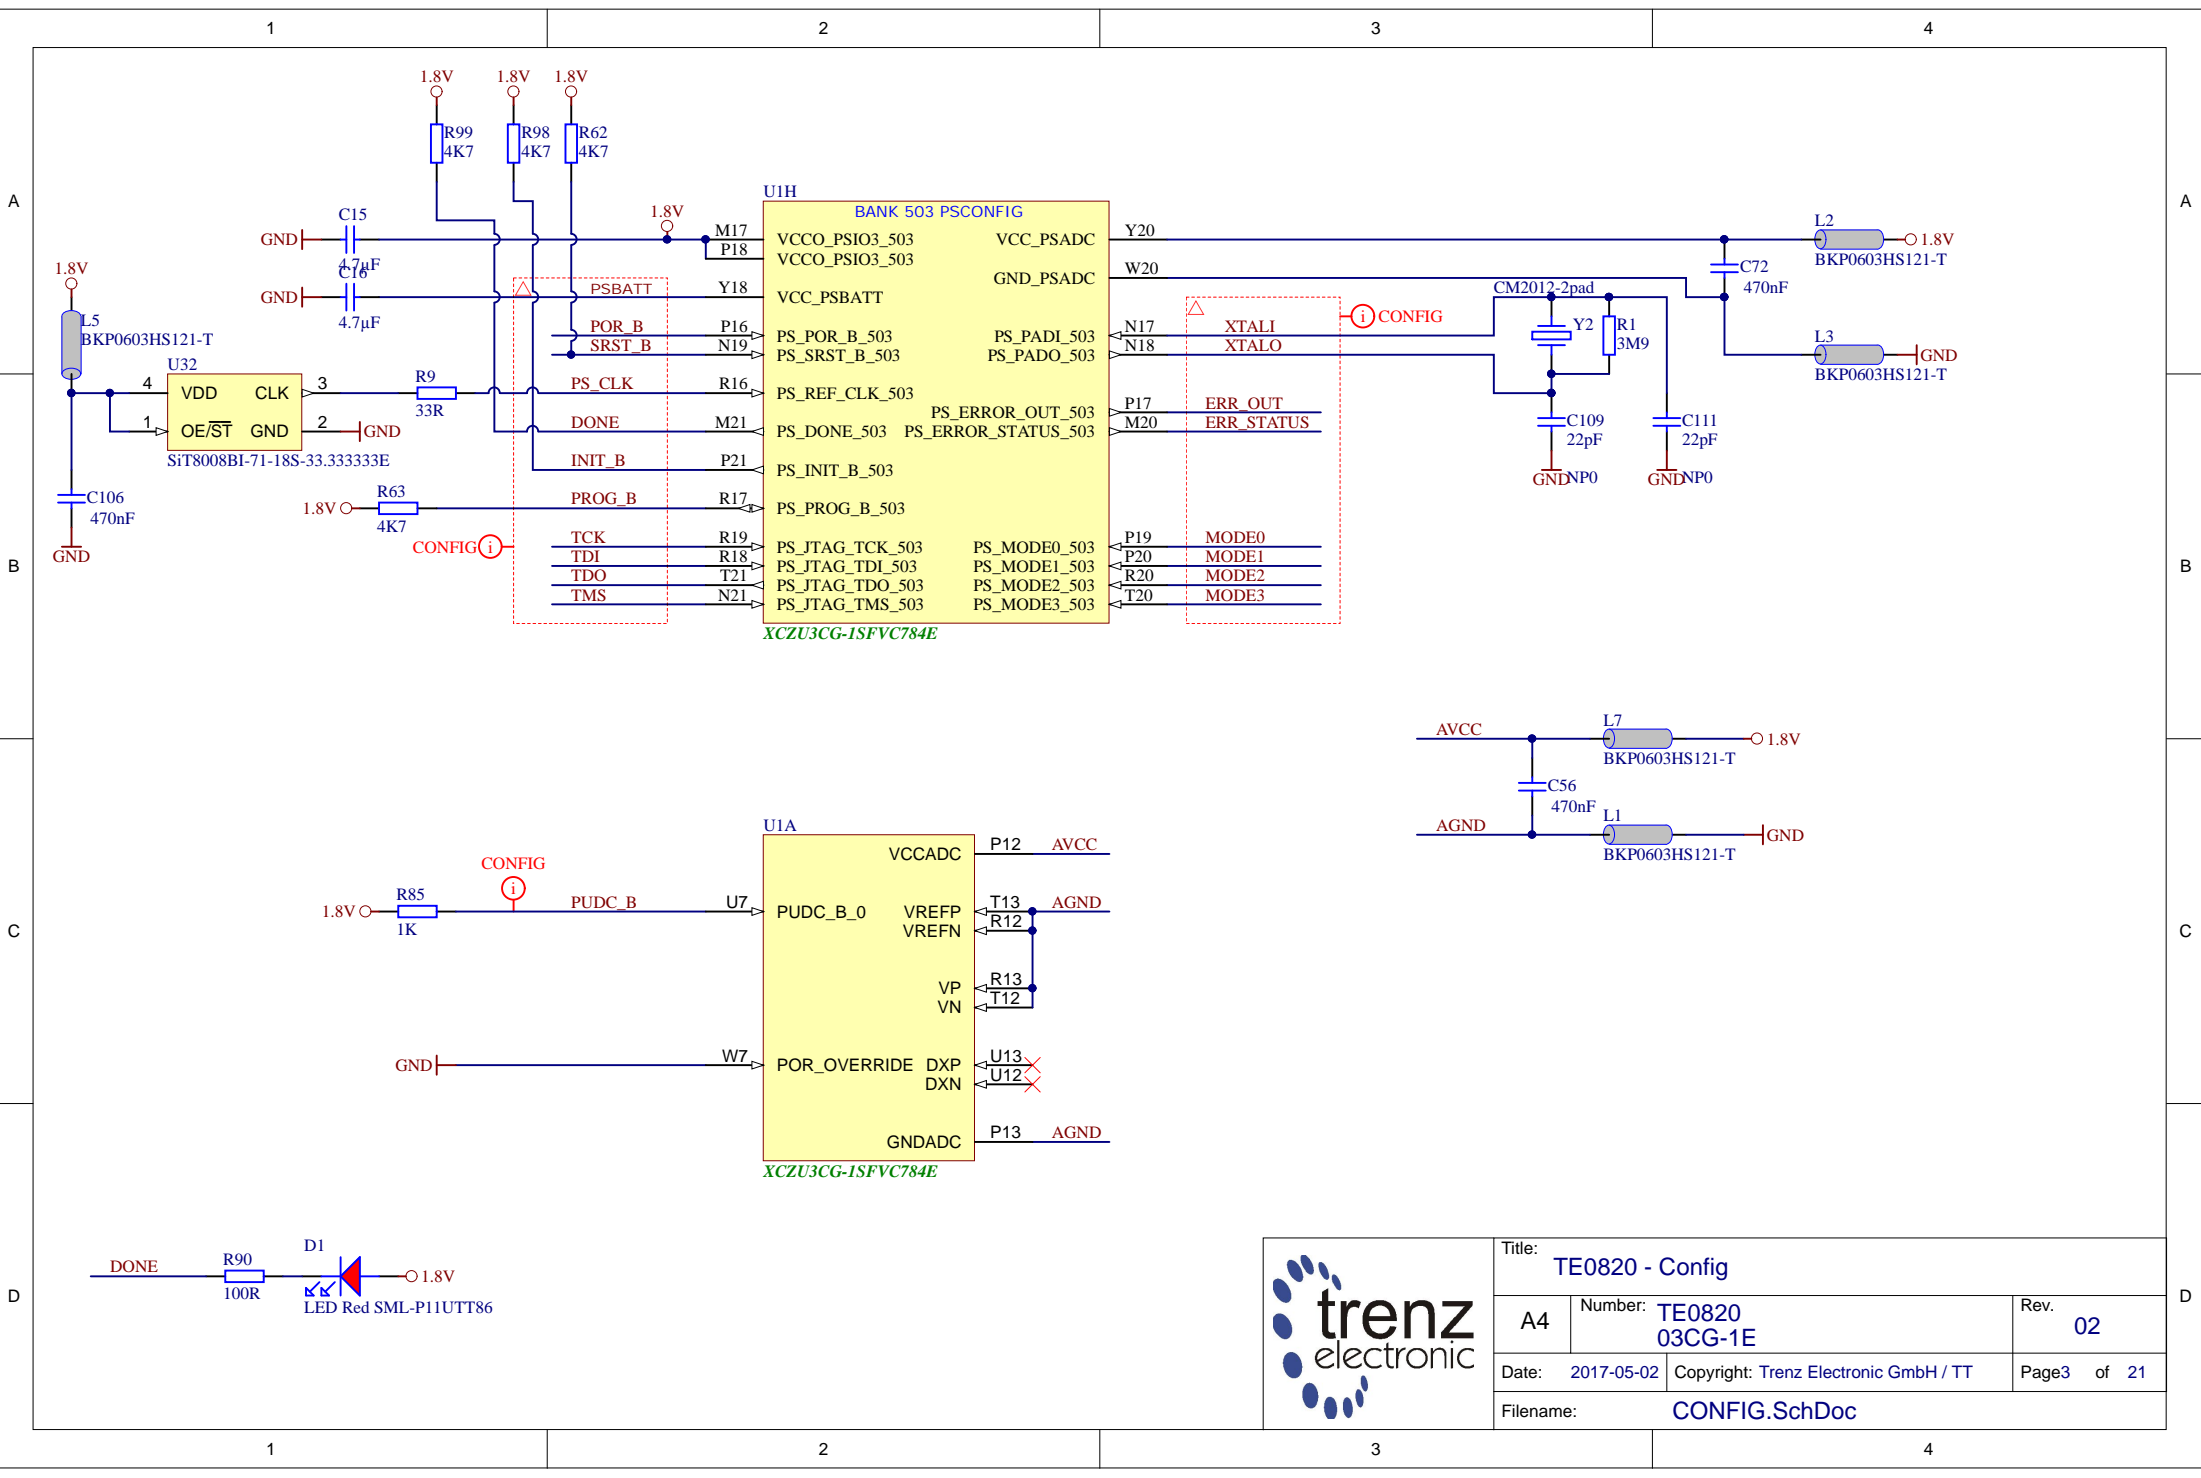 1 2 3 4
1.8V 1.8V 1.8V
R99 R98 R62
4K7 4K7 4K7
A A
U1H
BANK 503 PSCONFIG
C15 1.8V
GND
4.7µF
M17 VCCO_PSIO3_503
P18 VCCO_PSIO3_503
C16
GND
4.7µF
PSBATT Y18 VCC_PSBATT
POR_B P16 PS_POR_B_503
SRST_B N19 PS_SRST_B_503
1.8V
L5
BKP0603HS121-T
U32
4 VDD CLK 3
1 OE/ST GND 2 GND
SiT8008BI-71-18S-33.333333E
C106
470nF
GND
R9
33R
PS_CLK R16 PS_REF_CLK_503
DONE M21 PS_DONE_503
INIT_B P21 PS_INIT_B_503
1.8V R63
4K7
PROG_B R17 PS_PROG_B_503
CONFIG i
TCK R19 PS_JTAG_TCK_503
TDI R18 PS_JTAG_TDI_503
TDO T21 PS_JTAG_TDO_503
TMS N21 PS_JTAG_TMS_503
VCC_PSADC Y20
GND_PSADC W20
PS_PADI_503 N17 XTALI
PS_PADO_503 N18 XTALO
PS_ERROR_OUT_503 P17 ERR_OUT
PS_ERROR_STATUS_503 M20 ERR_STATUS
PS_MODE0_503 P19 MODE0
PS_MODE1_503 P20 MODE1
PS_MODE2_503 R20 MODE2
PS_MODE3_503 T20 MODE3
XCZU3CG-1SFVC784E
i CONFIG
CM2012-2pad
Y2
R1
3M9
C109
22pF
GND NP0
C111
22pF
GND NP0
L2
1.8V
BKP0603HS121-T
C72
470nF
L3
GND
BKP0603HS121-T
B B
AVCC L7 1.8V
BKP0603HS121-T
C56
470nF
AGND L1 GND
BKP0603HS121-T
U1A
CONFIG
i
1.8V R85
1K
PUDC_B U7 PUDC_B_0
GND W7 POR_OVERRIDE
VCCADC P12 AVCC
VREFP T13 AGND
VREFN R12
VP R13
VN T12
DXP U13
DXN U12
GNDADC P13 AGND
XCZU3CG-1SFVC784E
C C
DONE R90
100R
D1
1.8V
LED Red SML-P11UTT86
D D
trenz
electronic
Title:
TE0820 - Config
A4 Number: TE0820
03CG-1E
Rev.
02
Date: 2017-05-02 Copyright: Trenz Electronic GmbH / TT Page3 of 21
Filename: CONFIG.SchDoc
1 2 3 4